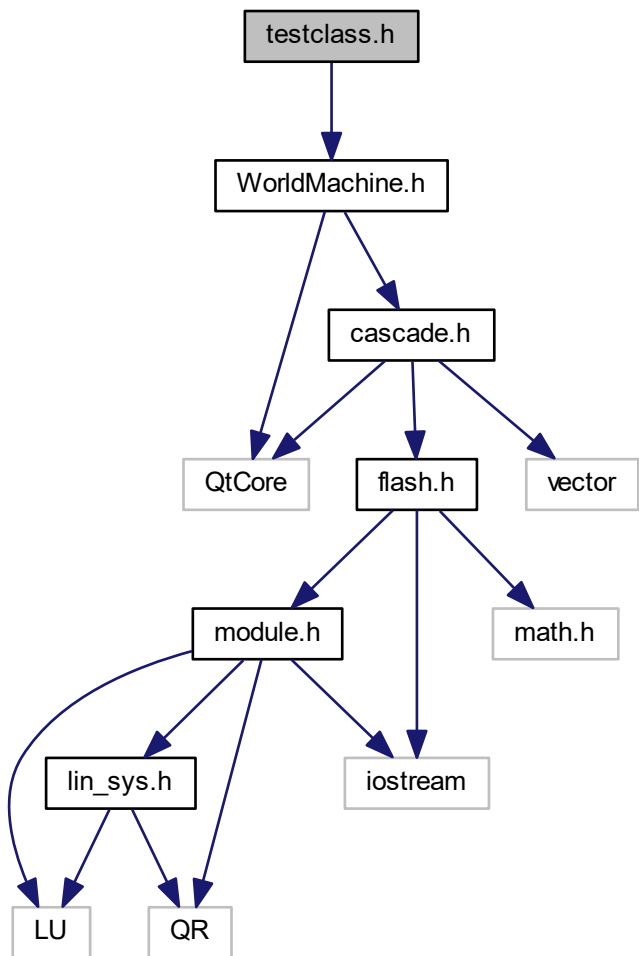 testclass.h
WorldMachine.h
cascade.h
QtCore
flash.h
vector
module.h
math.h
lin_sys.h
iostream
LU
QR